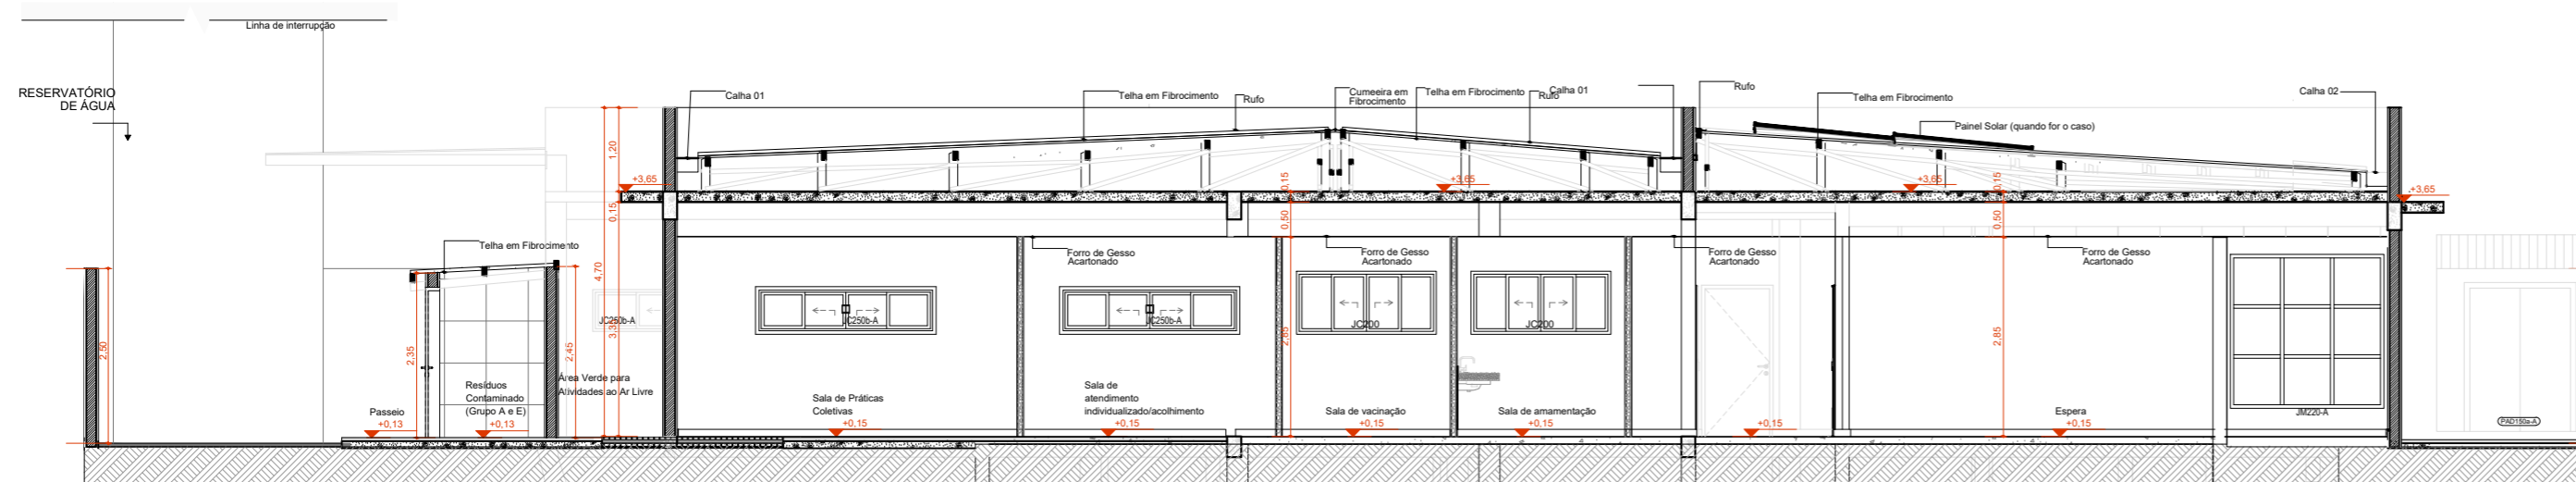 Linha de interrupção
RESERVATÓRIO
DE ÁGUA
Calha 01
Telha em Fibrocimento
Rufo
Cumeeira em
Fibrocimento
Telha em Fibrocimento
Rufo
Calha 01
Rufo
Telha em Fibrocimento
Painel Solar (quando for o caso)
Calha 02
1,20
+3,65
0,15
0,15
+3,65
+3,65
0,15
+3,65
0,50
0,50
Telha em Fibrocimento
4,70
Forro de Gesso
Acartonado
Forro de Gesso
Acartonado
Forro de Gesso
Acartonado
Forro de Gesso
Acartonado
JC250b-A
JC250b-A
JC250b-A
JC200
JC200
2,50
2,35
2,45
2,85
2,85
Resíduos
Contaminado
(Grupo A e E)
Área Verde para
Atividades ao Ar Livre
Passeio
+0,13
+0,13
Sala de Práticas
Coletivas
+0,15
Sala de
atendimento
individualizado/acolhimento
+0,15
Sala de vacinação
+0,15
Sala de amamentação
+0,15
+0,15
Espera
+0,15
JM220-A
PAD150a-A